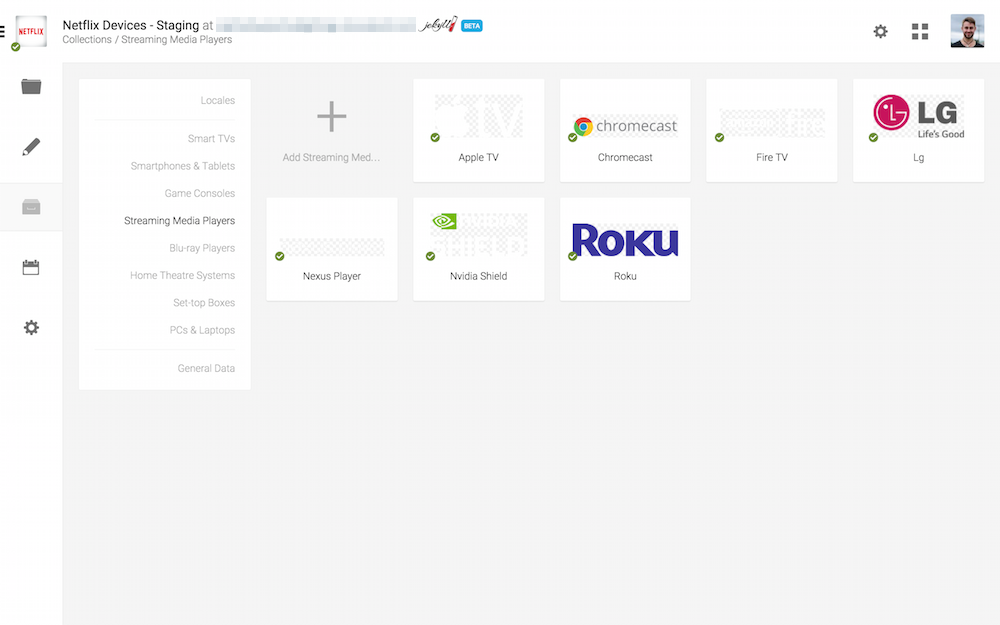 NETFLIX
Netflix Devices - Staging at
jekyll
BETA
Collections / Streaming Media Players
Locales
Smart TVs
Smartphones & Tablets
Game Consoles
Streaming Media Players
Blu-ray Players
Home Theatre Systems
Set-top Boxes
PCs & Laptops
General Data
Add Streaming Med...
tv
Apple TV
chromecast
Chromecast
Fire TV
LG
Life's Good
Lg
Nexus Player
SHIELD
Nvidia Shield
Roku
Roku